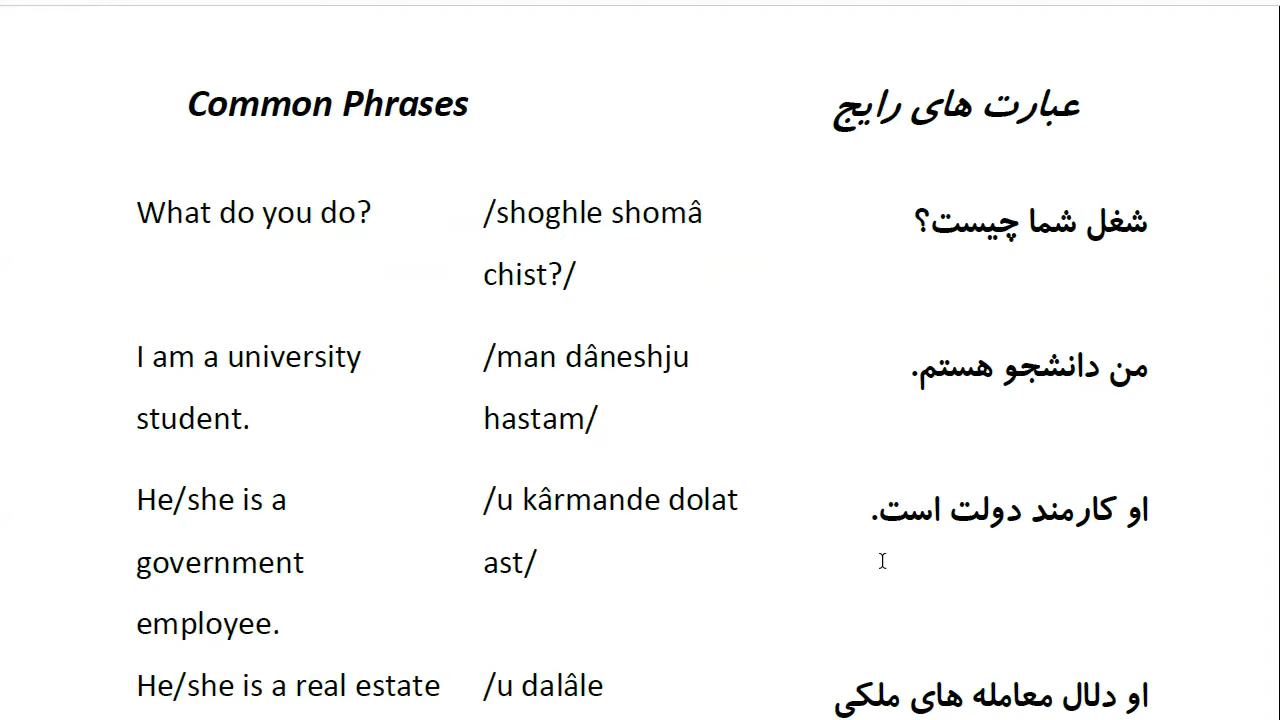 Common Phrases عبارت های رایج
What do you do? /shoghle shomâ شغل شما چیست؟
chist?/
I am a university /man dâneshju من دانشجو هستم.
student. hastam/
He/she is a /u kârmande dolat او کارمند دولت است.
government ast/
employee.
He/she is a real estate /u dalâle او دلال معامله های ملکی